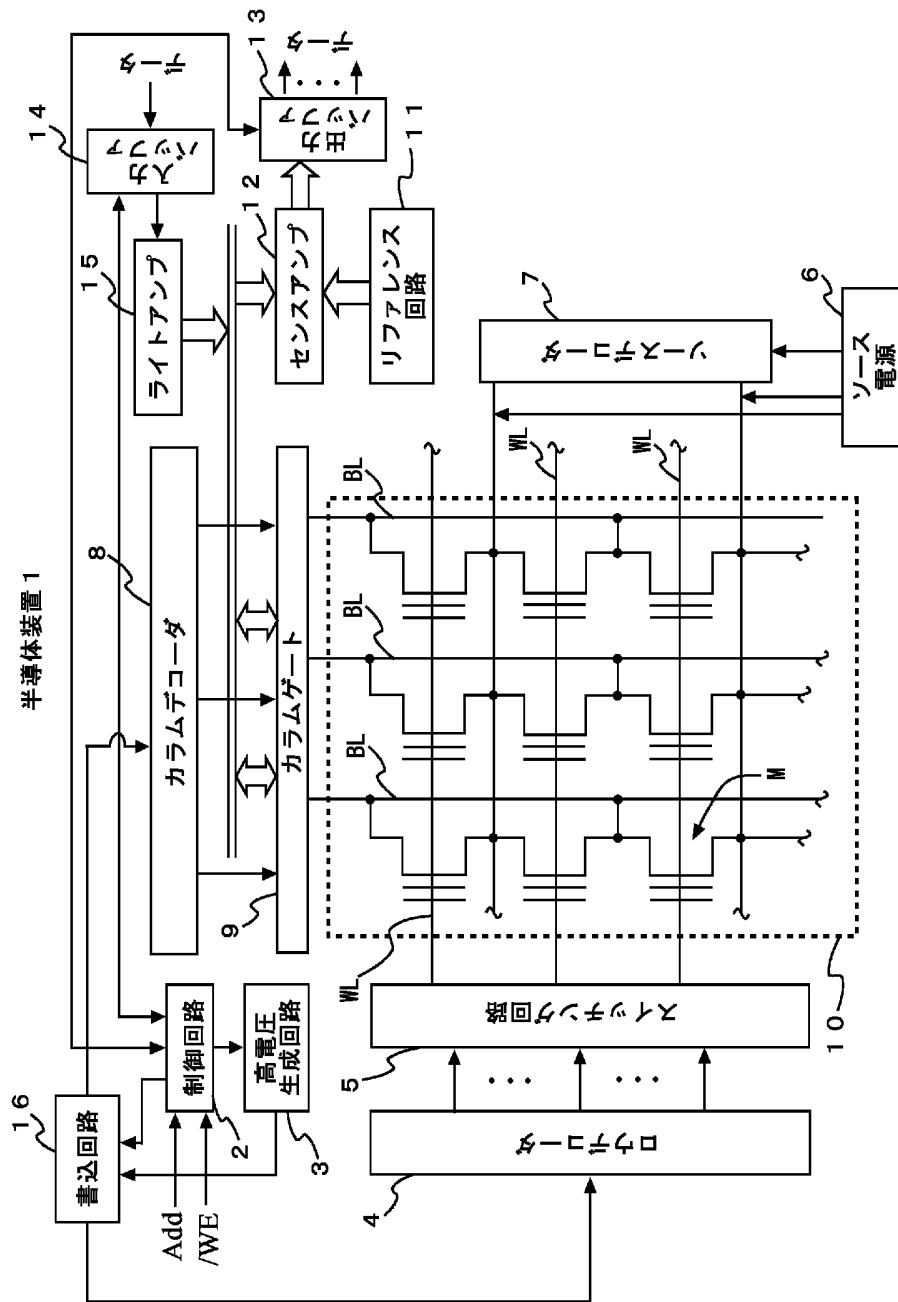 半導体装置1
16
書込回路
Add
/WE
制御回路
2
高電圧
生成回路
3
カラムデコーダ
8
カラムゲート
9
ライトアンプ
15
入力
バッファ
14
データ
センスアンプ
12
出力
バッファ
13
データ
・・・
リファレンス
回路
11
ロウデコーダ
4
・・・
・・・
スイッチング回路
5
WL
WL
WL
BL
BL
BL
M
10
ソースデコーダ
7
ソース
電源
6